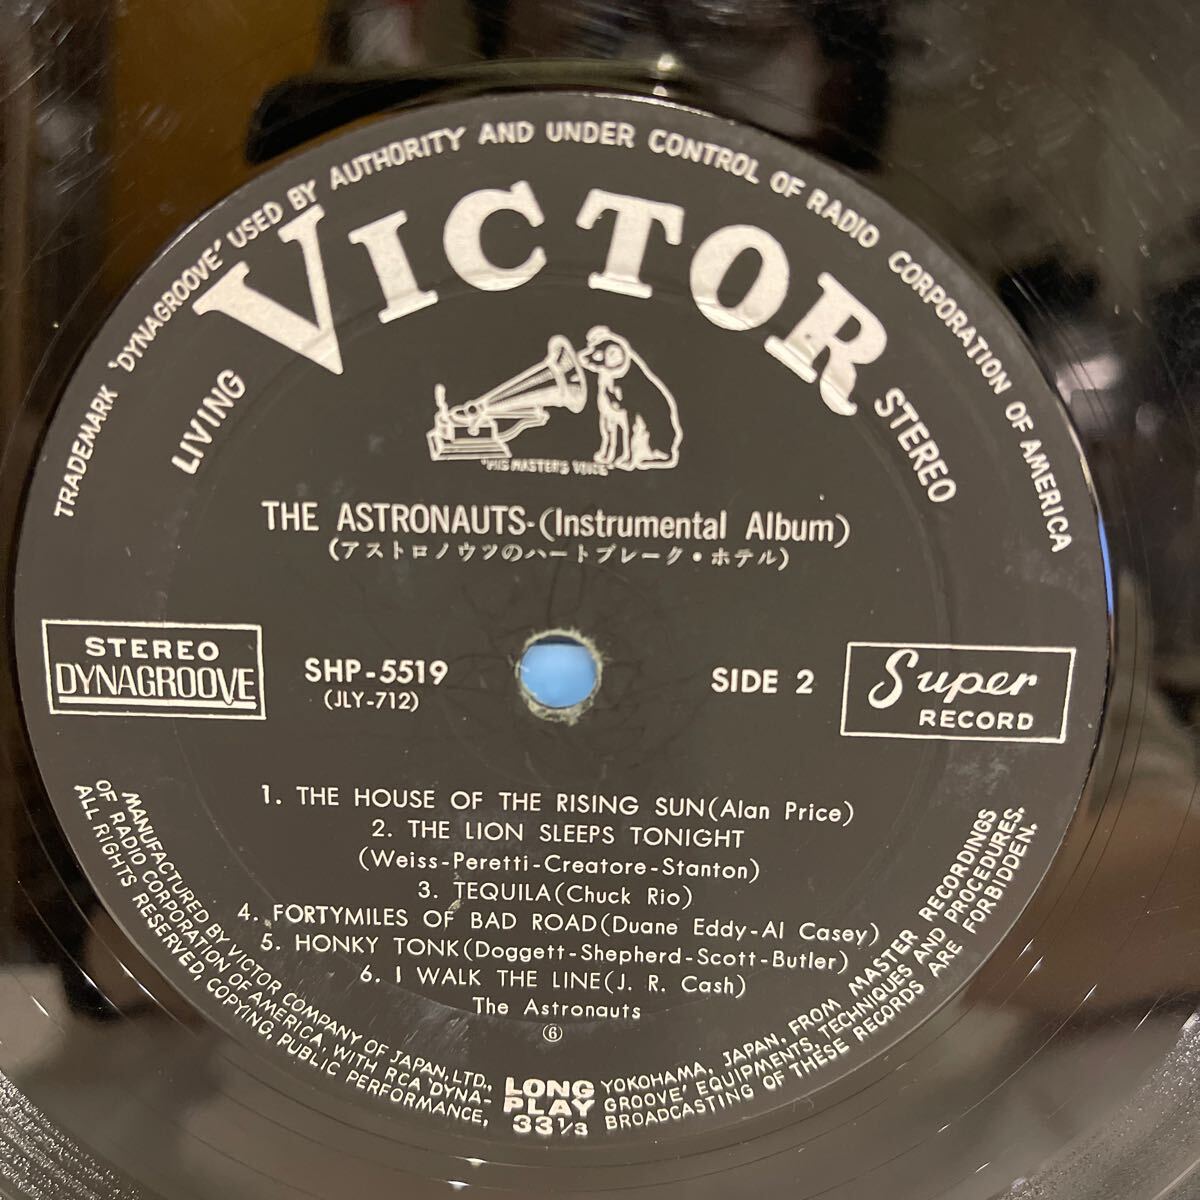 TRADEMARK 'DYNAGROOVE' USED BY AUTHORITY AND UNDER CONTROL OF RADIO CORPORATION OF AMERICA
LIVING VICTOR STEREO
"HIS MASTER'S VOICE"
THE ASTRONAUTS-(Instrumental Album)
(アストロノウツのハートブレーク・ホテル)
STEREO
DYNAGROOVE
SHP-5519
(JLY-712)
SIDE 2
Super
RECORD
1. THE HOUSE OF THE RISING SUN(Alan Price)
2. THE LION SLEEPS TONIGHT
(Weiss-Peretti-Creatore-Stanton)
3. TEQUILA(Chuck Rio)
4. FORTYMILES OF BAD ROAD(Duane Eddy-Al Casey)
5. HONKY TONK(Doggett-Shepherd-Scott-Butler)
6. I WALK THE LINE(J. R. Cash)
The Astronauts
⑥
MANUFACTURED BY VICTOR COMPANY OF JAPAN, LTD., YOKOHAMA, JAPAN, FROM MASTER RECORDINGS
OF RADIO CORPORATION OF AMERICA, WITH RCA 'DYNA-GROOVE' EQUIPMENTS, TECHNIQUES AND PROCEDURES.
ALL RIGHTS RESERVED, COPYING, PUBLIC PERFORMANCE, BROADCASTING OF THESE RECORDS ARE FORBIDDEN.
LONG
PLAY
33 1/3